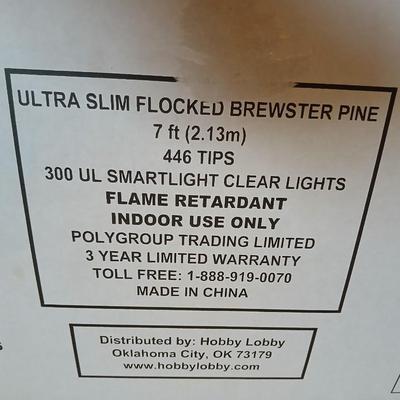 ULTRA SLIM FLOCKED BREWSTER PINE
7 ft (2.13m)
446 TIPS
300 UL SMARTLIGHT CLEAR LIGHTS
FLAME RETARDANT
INDOOR USE ONLY
POLYGROUP TRADING LIMITED
3 YEAR LIMITED WARRANTY
TOLL FREE: 1-888-919-0070
MADE IN CHINA
Distributed by: Hobby Lobby
Oklahoma City, OK 73179
www.hobbylobby.com